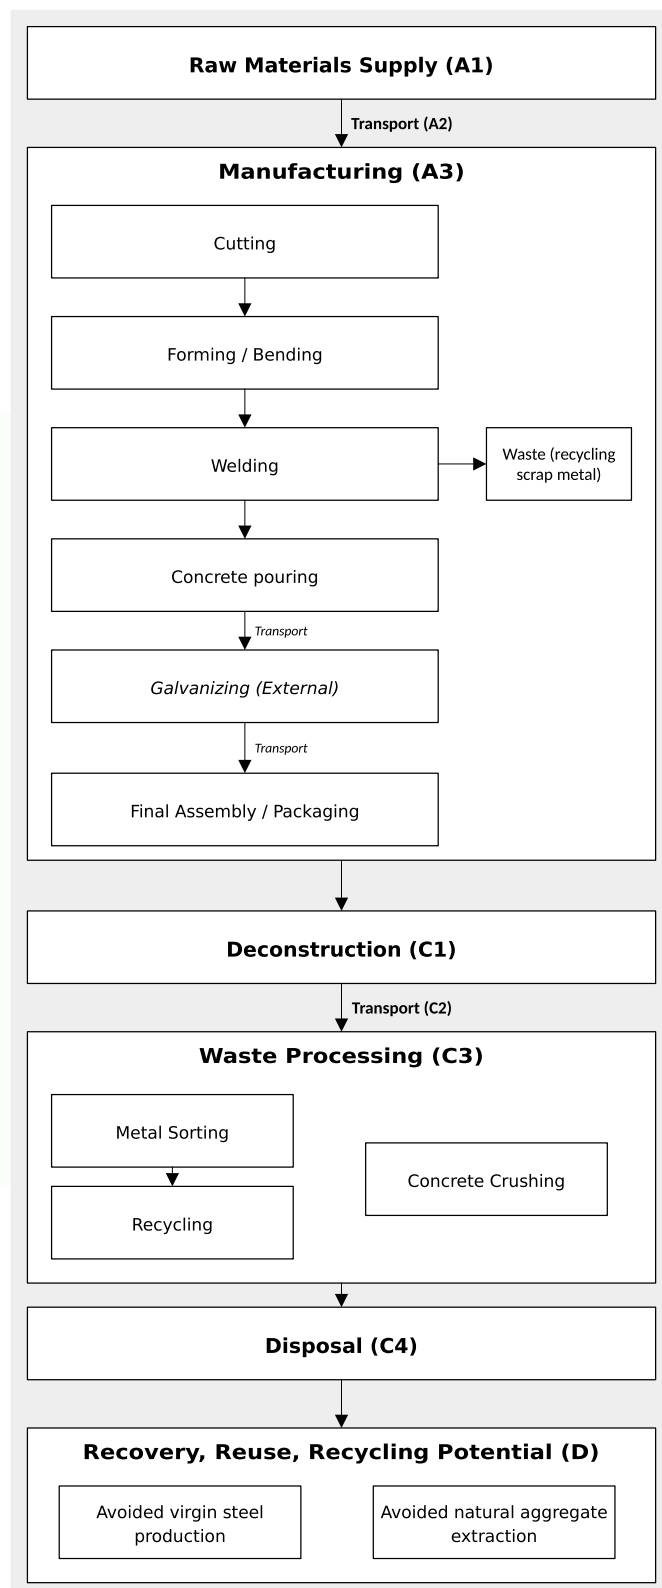 Raw Materials Supply (A1)
Transport (A2)
Manufacturing (A3)
Cutting
Forming / Bending
Welding
Waste (recycling
scrap metal)
Concrete pouring
Transport
Galvanizing (External)
Transport
Final Assembly / Packaging
Deconstruction (C1)
Transport (C2)
Waste Processing (C3)
Metal Sorting
Recycling
Concrete Crushing
Disposal (C4)
Recovery, Reuse, Recycling Potential (D)
Avoided virgin steel
production
Avoided natural aggregate
extraction